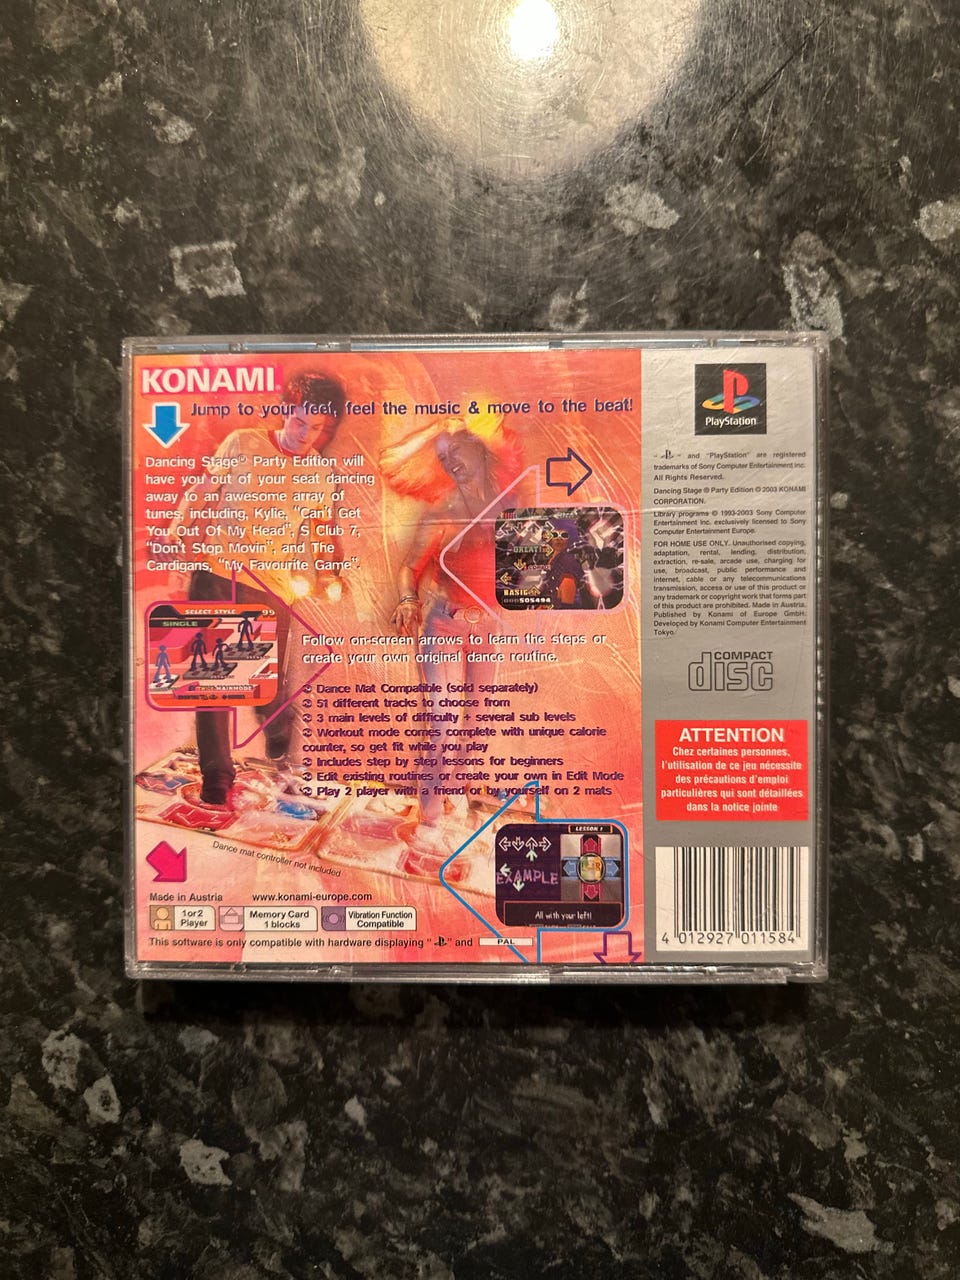 KONAMI®
Jump to your feet, feel the music & move to the beat!
Dancing Stage® Party Edition will
have you out of your seat dancing
away to an awesome array of
tunes, including, Kylie, "Can't Get
You Out Of My Head", S Club 7,
"Don't Stop Movin", and The
Cardigans, "My Favourite Game".
GREAT!
BASIC
SELECT STYLE 99
SINGLE
Follow on-screen arrows to learn the steps or
create your own original dance routine.
Dance Mat Compatible (sold separately)
51 different tracks to choose from
3 main levels of difficulty + several sub levels
Workout mode comes complete with unique calorie
counter, so get fit while you play
Includes step by step lessons for beginners
Edit existing routines or create your own in Edit Mode
Play 2 player with a friend or by yourself on 2 mats
LESSON 1
EXAMPLE
All with your left!
Dance mat controller not included
Made in Austria www.konami-europe.com
1 or 2
Player
Memory Card
1 blocks
Vibration Function
Compatible
This software is only compatible with hardware displaying " " and PAL
PlayStation
" " and "PlayStation" are registered
trademarks of Sony Computer Entertainment Inc.
All Rights Reserved.
Dancing Stage ® Party Edition © 2003 KONAMI
CORPORATION.
Library programs © 1993-2003 Sony Computer
Entertainment Inc. exclusively licensed to Sony
Computer Entertainment Europe.
FOR HOME USE ONLY. Unauthorised copying,
adaptation, rental, lending, distribution,
extraction, re-sale, arcade use, charging for
use, broadcast, public performance and
internet, cable or any telecommunications
transmission, access or use of this product or
any trademark or copyright work that forms part
of this product are prohibited. Made in Austria.
Published by Konami of Europe GmbH.
Developed by Konami Computer Entertainment
Tokyo.
COMPACT
disc
ATTENTION
Chez certaines personnes,
l'utilisation de ce jeu nécessite
des précautions d'emploi
particulières qui sont détaillées
dans la notice jointe
4 012927 011584